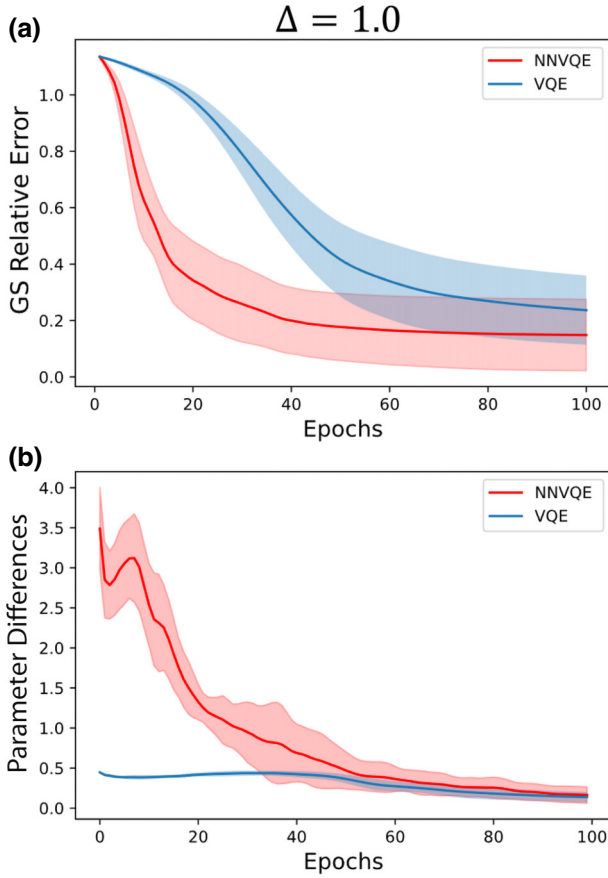 (a)
Δ = 1.0
NNVQE
VQE
GS Relative Error
1.0
0.8
0.6
0.4
0.2
0.0
0 20 40 60 80 100
Epochs
(b)
NNVQE
VQE
Parameter Differences
4.0
3.5
3.0
2.5
2.0
1.5
1.0
0.5
0.0
0 20 40 60 80 100
Epochs